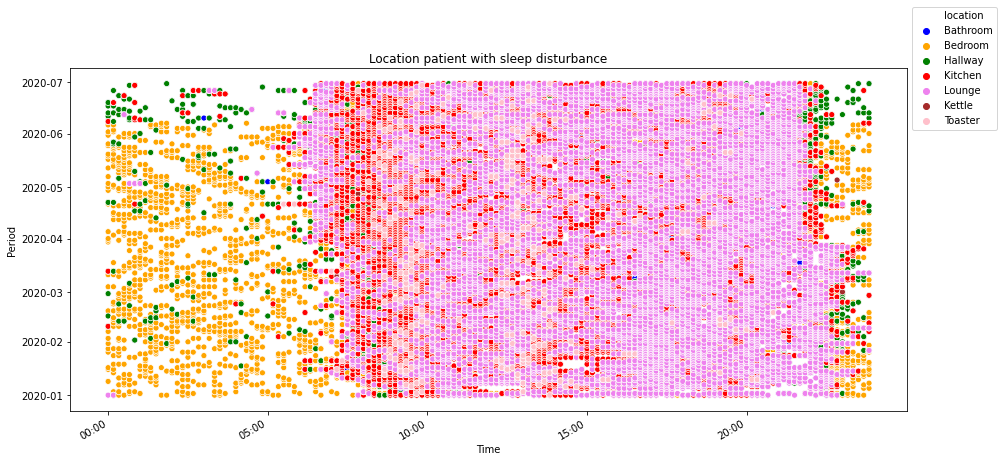 Location patient with sleep disturbance
location
Bathroom
Bedroom
Hallway
Kitchen
Lounge
Kettle
Toaster
Period
2020-07
2020-06
2020-05
2020-04
2020-03
2020-02
2020-01
00:00
05:00
10:00
15:00
20:00
Time